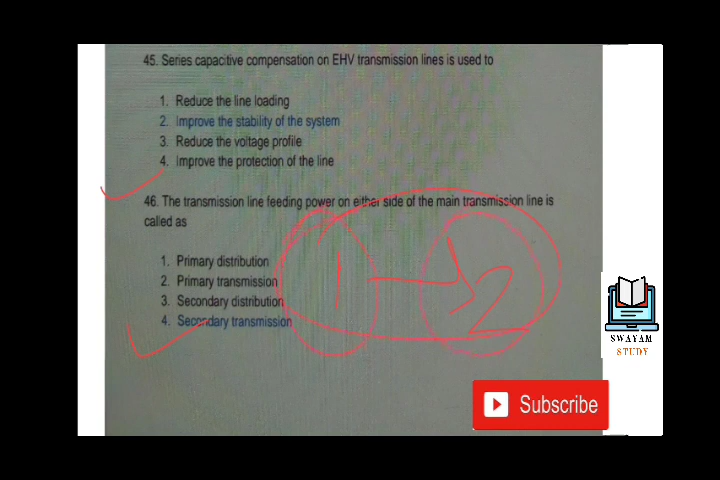 45. Series capacitive compensation on EHV transmission lines is used to
1. Reduce the line loading
2. Improve the stability of the system
3. Reduce the voltage profile
4. Improve the protection of the line
46. The transmission line feeding power on either side of the main transmission line is
called as
1. Primary distribution
2. Primary transmission
3. Secondary distribution
4. Secondary transmission
1
2
SWAYAM
STUDY
Subscribe